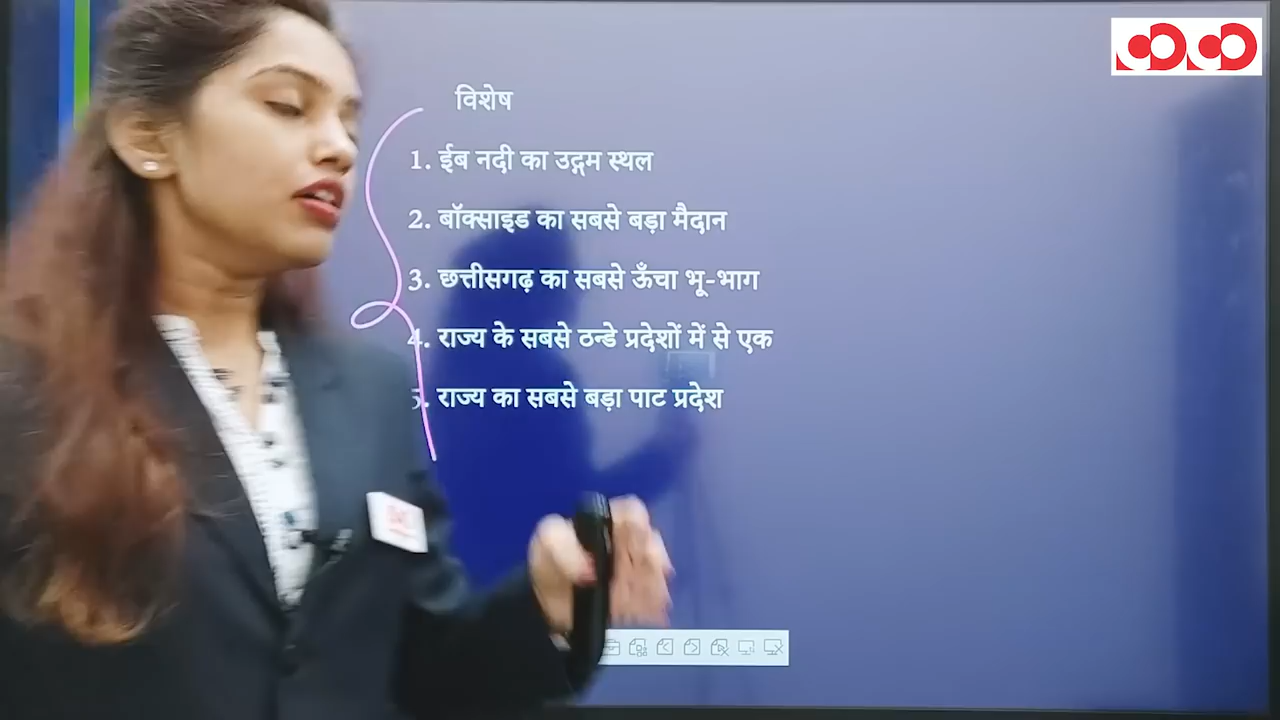 विशेष
1. ईब नदी का उद्गम स्थल
2. बॉक्साइड का सबसे बड़ा मैदान
3. छत्तीसगढ़ का सबसे ऊँचा भू-भाग
4. राज्य के सबसे ठन्डे प्रदेशों में से एक
5. राज्य का सबसे बड़ा पाट प्रदेश